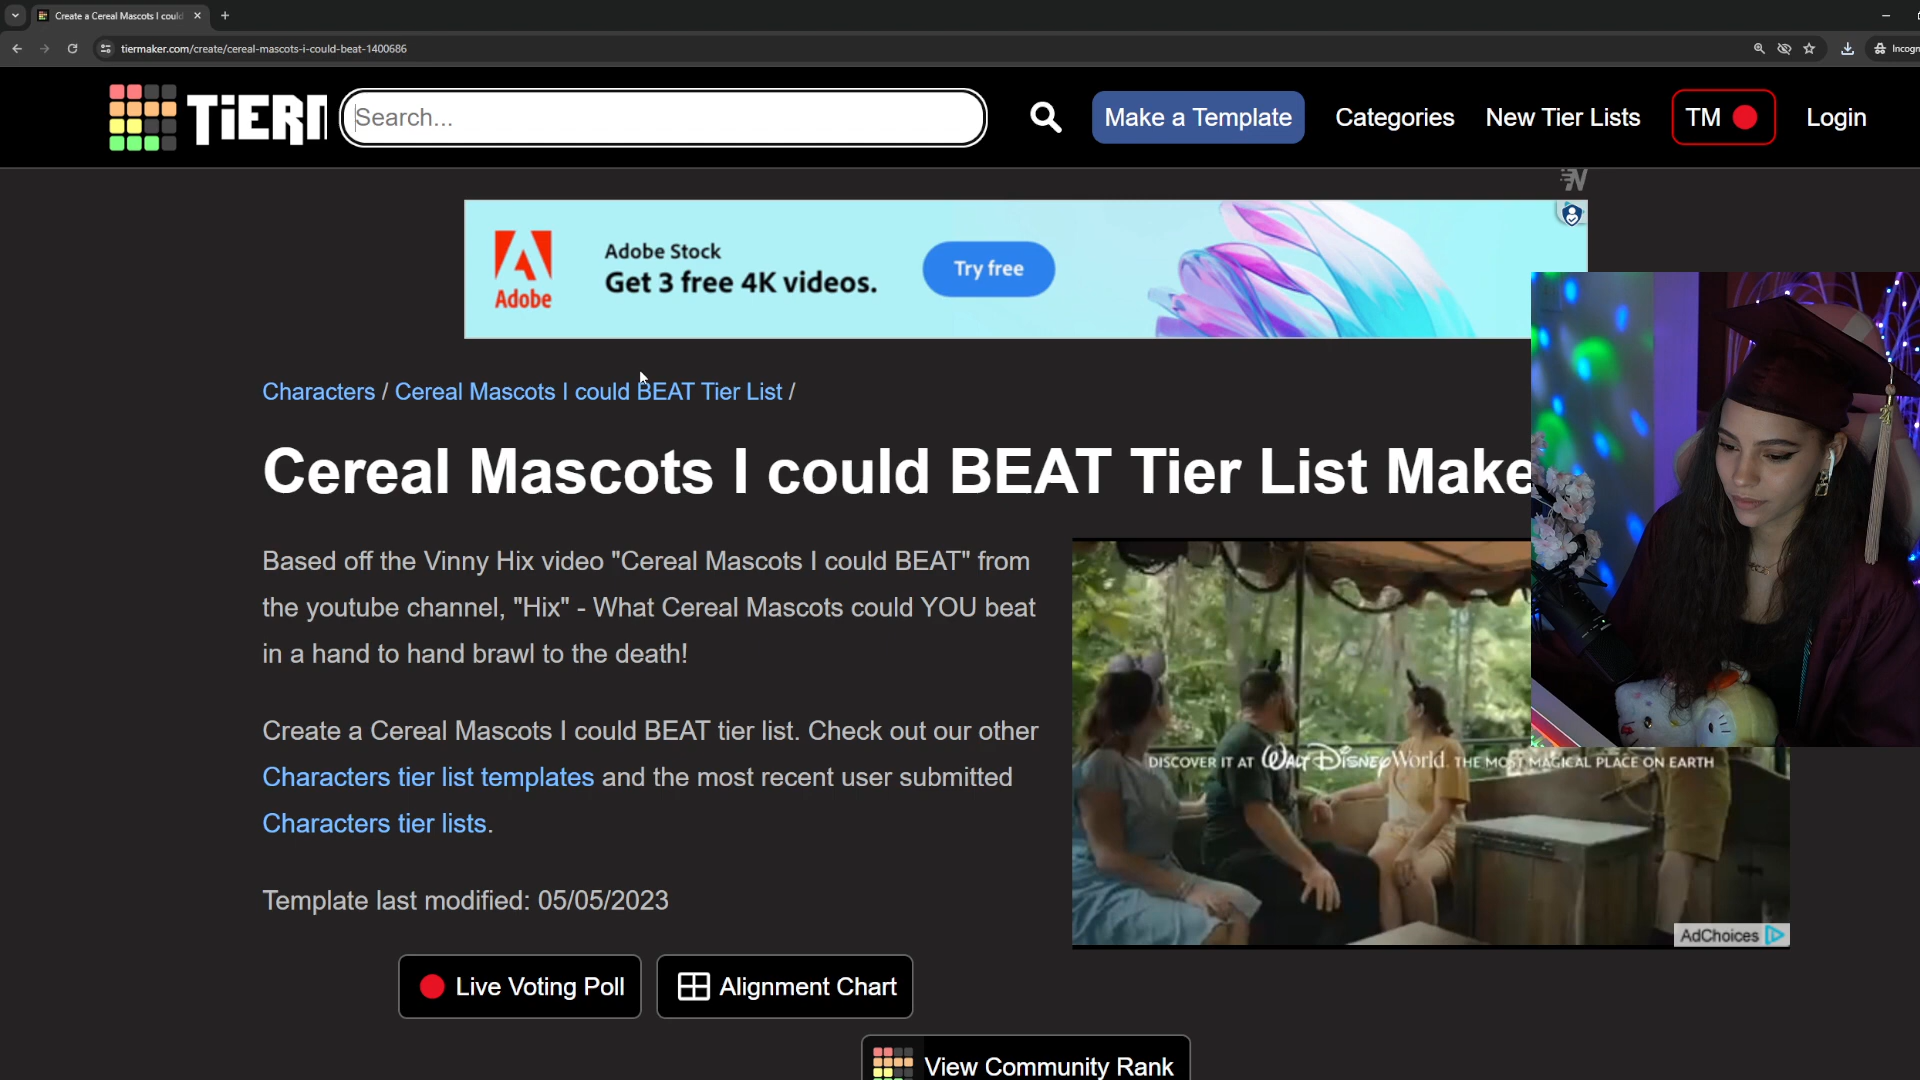 Create a Cereal Mascots I could
tiermaker.com/create/cereal-mascots-i-could-beat-1400686
Incogn
TiER
Search...
Make a Template
Categories
New Tier Lists
TM
Login
Adobe
Adobe Stock
Get 3 free 4K videos.
Try free
Characters / Cereal Mascots I could BEAT Tier List /
Cereal Mascots I could BEAT Tier List Make
Based off the Vinny Hix video "Cereal Mascots I could BEAT" from
the youtube channel, "Hix" - What Cereal Mascots could YOU beat
in a hand to hand brawl to the death!
Create a Cereal Mascots I could BEAT tier list. Check out our other
Characters tier list templates and the most recent user submitted
Characters tier lists.
Template last modified: 05/05/2023
DISCOVER IT AT Walt Disney World. THE MOST MAGICAL PLACE ON EARTH
AdChoices
Live Voting Poll
Alignment Chart
View Community Rank